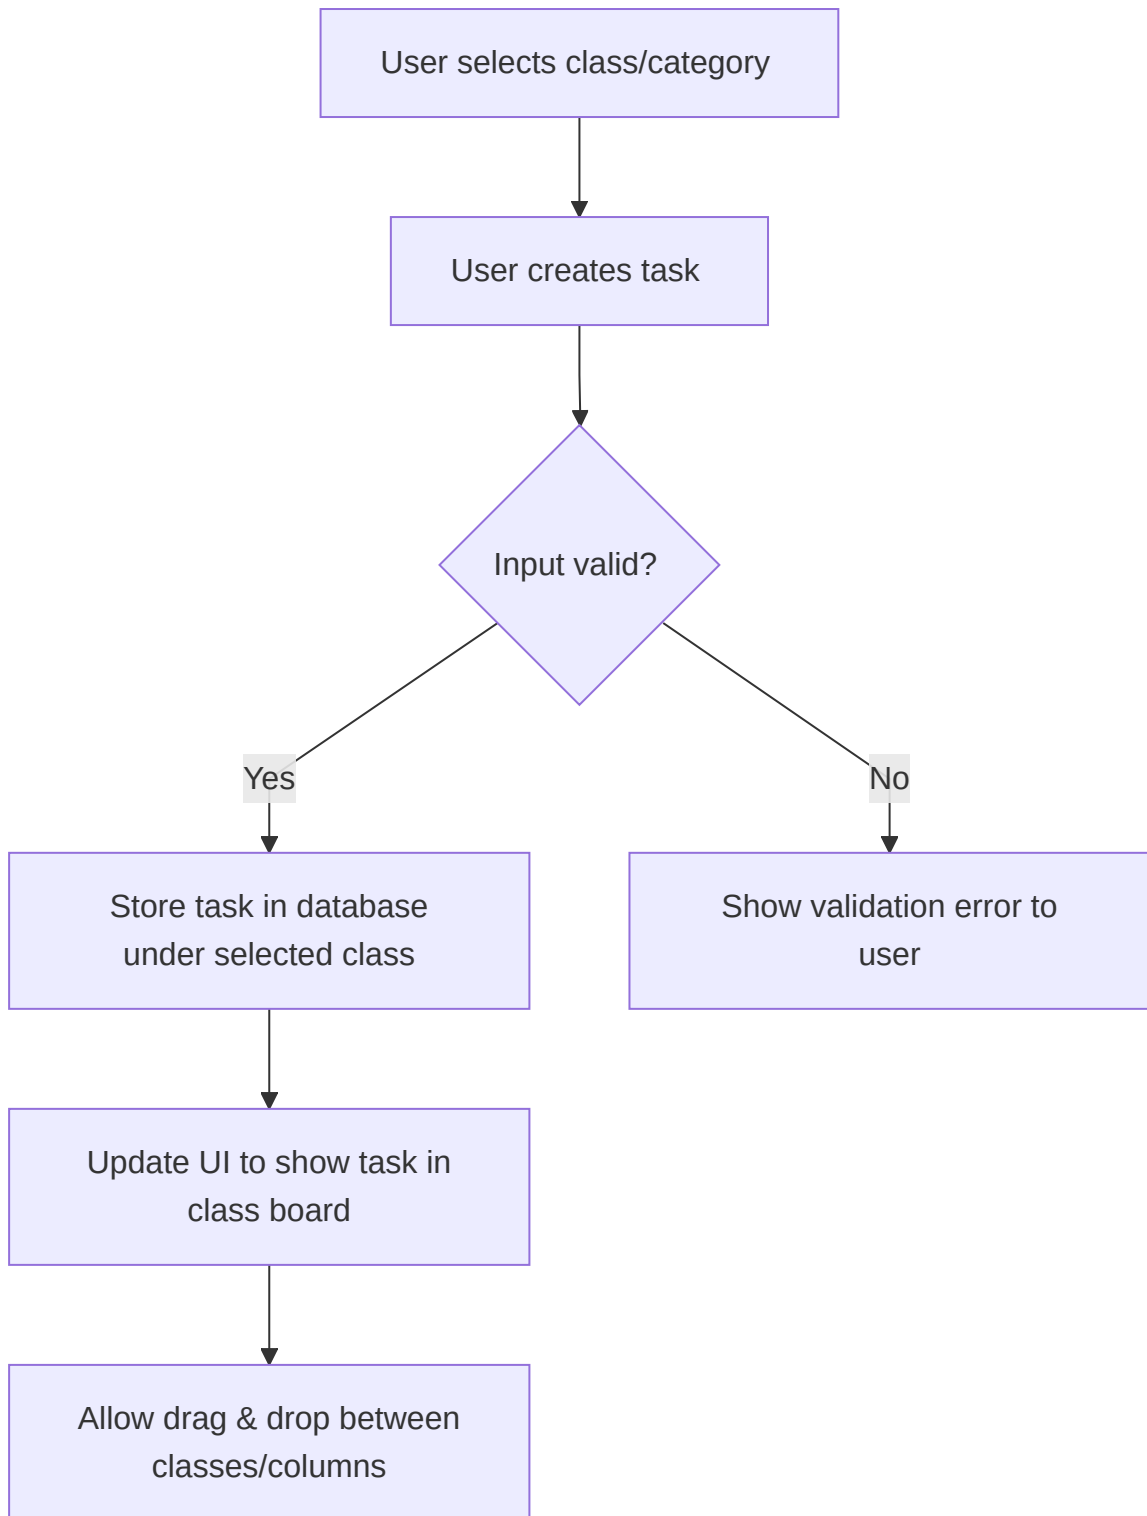 User selects class/category
User creates task
Input valid?
Yes
No
Store task in database
under selected class
Show validation error to
user
Update UI to show task in
class board
Allow drag & drop between
classes/columns